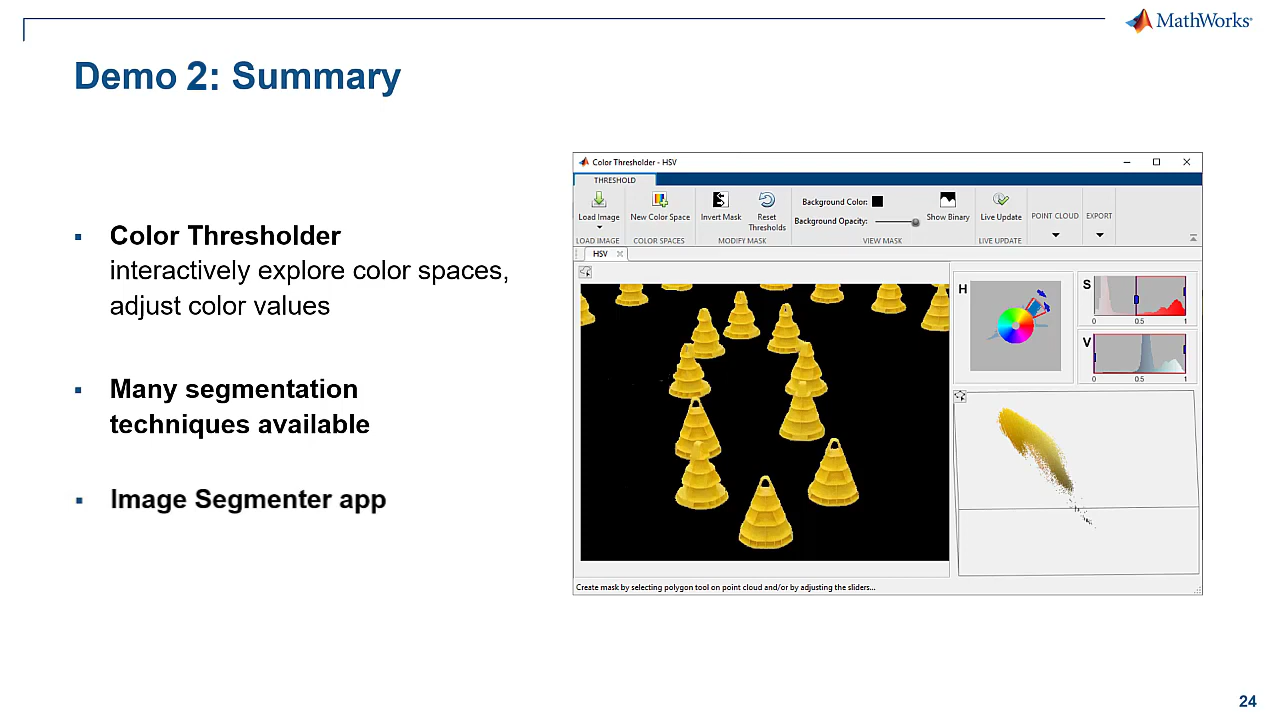 MathWorks
Demo 2: Summary
Color Thresholder
interactively explore color spaces,
adjust color values
Many segmentation
techniques available
Image Segmenter app
Color Thresholder - HSV
THRESHOLD
Load Image
New Color Space
Invert Mask
Reset
Thresholds
Background Color:
Background Opacity:
Show Binary
Live Update
POINT CLOUD
EXPORT
LOAD IMAGE
COLOR SPACES
MODIFY MASK
VIEW MASK
LIVE UPDATE
HSV
H
S
0 0.5 1
V
0 0.5 1
Create mask by selecting polygon tool on point cloud and/or by adjusting the sliders...
24